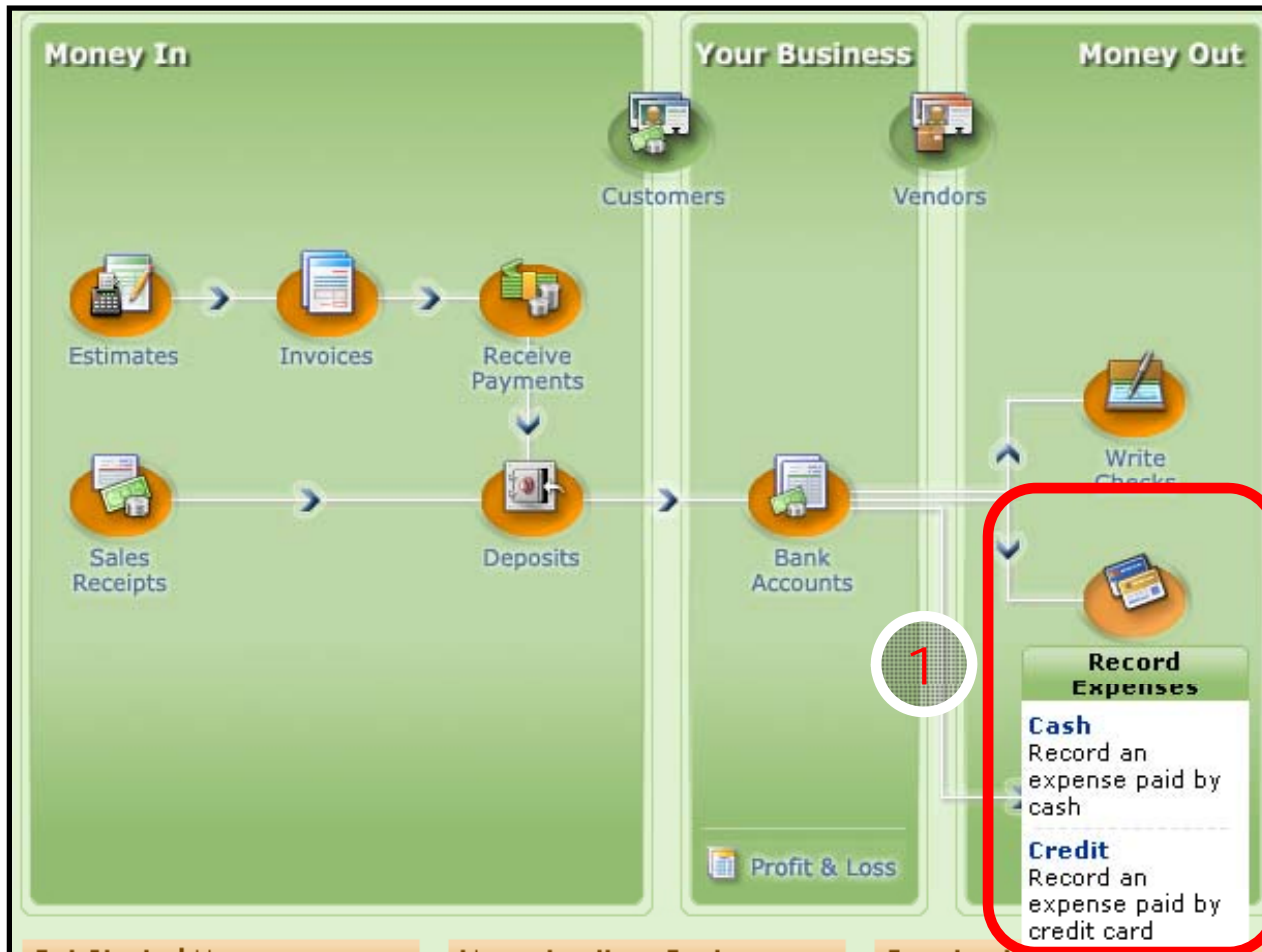 Money In
Your Business
Money Out
Customers
Vendors
Estimates
Invoices
Receive
Payments
Write
Checks
Sales
Receipts
Deposits
Bank
Accounts
1
Record
Expenses
Cash
Record an
expense paid by
cash
Credit
Record an
expense paid by
credit card
Profit & Loss